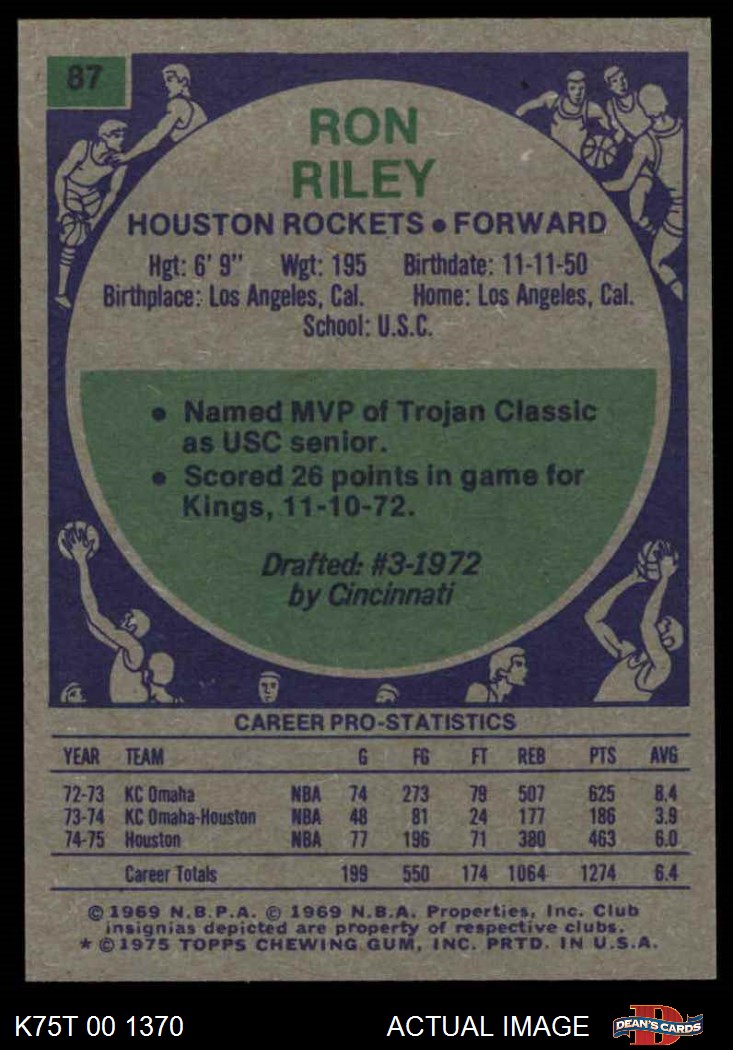 87
RON
RILEY
HOUSTON ROCKETS • FORWARD
Hgt: 6' 9" Wgt: 195 Birthdate: 11-11-50
Birthplace: Los Angeles, Cal. Home: Los Angeles, Cal.
School: U.S.C.
• Named MVP of Trojan Classic
as USC senior.
• Scored 26 points in game for
Kings, 11-10-72.
Drafted: #3-1972
by Cincinnati
CAREER PRO-STATISTICS
YEAR TEAM G FG FT REB PTS AVG
72-73 KC Omaha NBA 74 273 79 507 625 8.4
73-74 KC Omaha-Houston NBA 48 81 24 177 186 3.9
74-75 Houston NBA 77 196 71 380 463 6.0
Career Totals 199 550 174 1064 1274 6.4
© 1969 N.B.P.A. © 1969 N.B.A. Properties, Inc. Club
insignias depicted are property of respective clubs.
* © 1975 TOPPS CHEWING GUM, INC. PRTD. IN U.S.A.
K75T 00 1370 ACTUAL IMAGE D DEAN'S CARDS